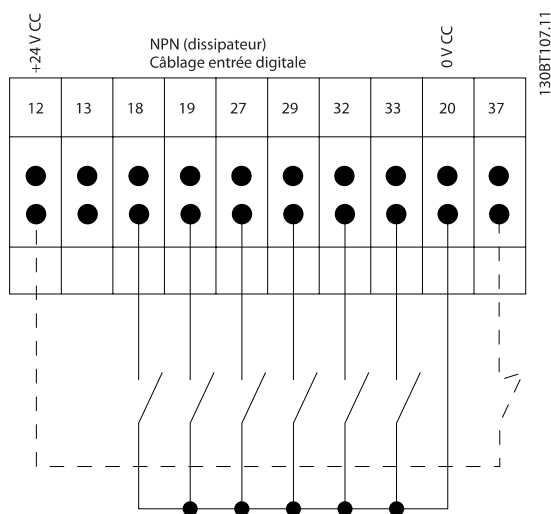 +24 V CC
NPN (dissipateur)
Câblage entrée digitale
0 V CC
130BT107.11
12 13 18 19 27 29 32 33 20 37